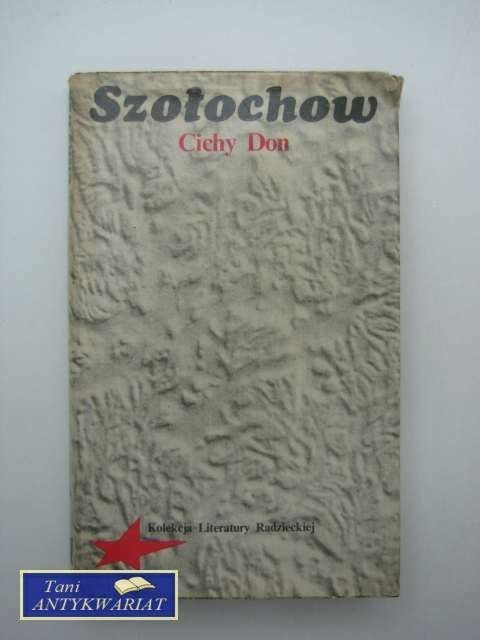 Szołochow
Cichy Don
Kolekcja Literatury Radzieckiej
Tani
ANTYKWARIAT